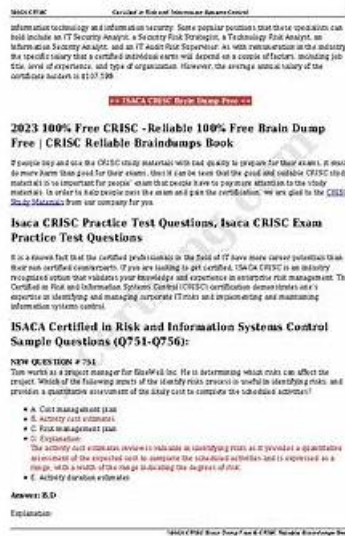 ISACA CRISC Certified in Risk and Information Systems Control
information technology and information security. Some popular positions that these specialists can
hold include an IT Security Analyst, a Security Risk Strategist, a Technology Risk Analyst, an
Information Security Analyst, and an IT Audit Risk Supervisor. As with remuneration in the industry,
the specific salary that a certified individual earns will depend on a couple of factors, including job
title, level of experience, and type of organization. However, the average annual salary of the
certificate holders is $107,599
>> ISACA CRISC Brain Dump Free <<
2023 100% Free CRISC -Reliable 100% Free Brain Dump
Free | CRISC Reliable Braindumps Book
If people buy and use the CRISC study materials with bad quality to prepare for their exams, it must
do more harm than good for their exams, thus it can be seen that the good and suitable CRISC study
materials is so important for people' exam that people have to pay more attention to the study
materials. In order to help people pass the exam and gain the certification, we are glad to the CRISC
Study Materials from our company for you.
Isaca CRISC Practice Test Questions, Isaca CRISC Exam
Practice Test Questions
It is a known fact that the certified professionals in the field of IT have more career potential than
their non certified counterparts. If you are looking to get certified, ISACA CRISC is an industry
recognized option that validates your knowledge and experience in enterprise risk management. The
Certified in Risk and Information Systems Control (CRISC) certification demonstrates one's
expertise in identifying and managing corporate IT risks and implementing and maintaining
information systems control.
ISACA Certified in Risk and Information Systems Control
Sample Questions (Q751-Q756):
NEW QUESTION # 751
Tom works as a project manager for BlueWell Inc. He is determining which risks can affect the
project. Which of the following inputs of the identify risks process is useful in identifying risks, and
provides a quantitative assessment of the likely cost to complete the scheduled activities?
A. Cost management plan
B. Activity cost estimates
C. Risk management plan
D. Explanation:
The activity cost estimates review is valuable in identifying risks as it provides a quantitative
assessment of the expected cost to complete the scheduled activities and is expressed as a
range, with a width of the range indicating the degrees of risk.
E. Activity duration estimates
Answer: B,D
Explanation: